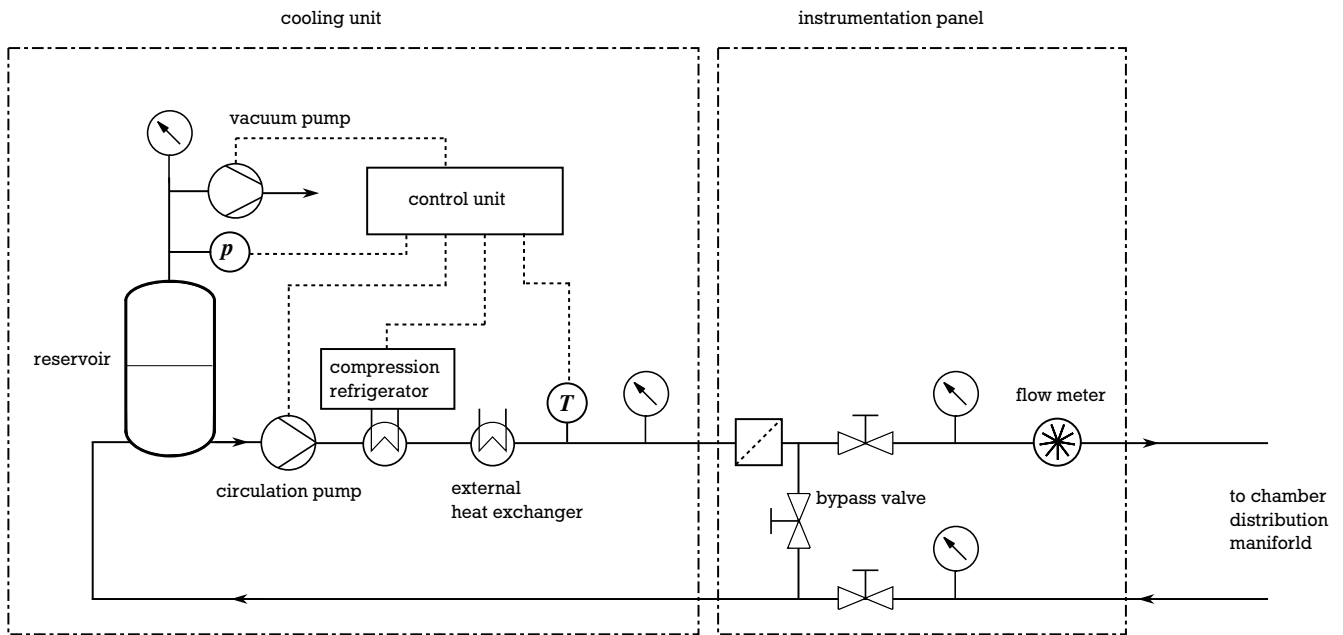 cooling unit
instrumentation panel
vacuum pump
control unit
p
reservoir
compression
refrigerator
T
flow meter
circulation pump
external
heat exchanger
bypass valve
to chamber
distribution
maniforld